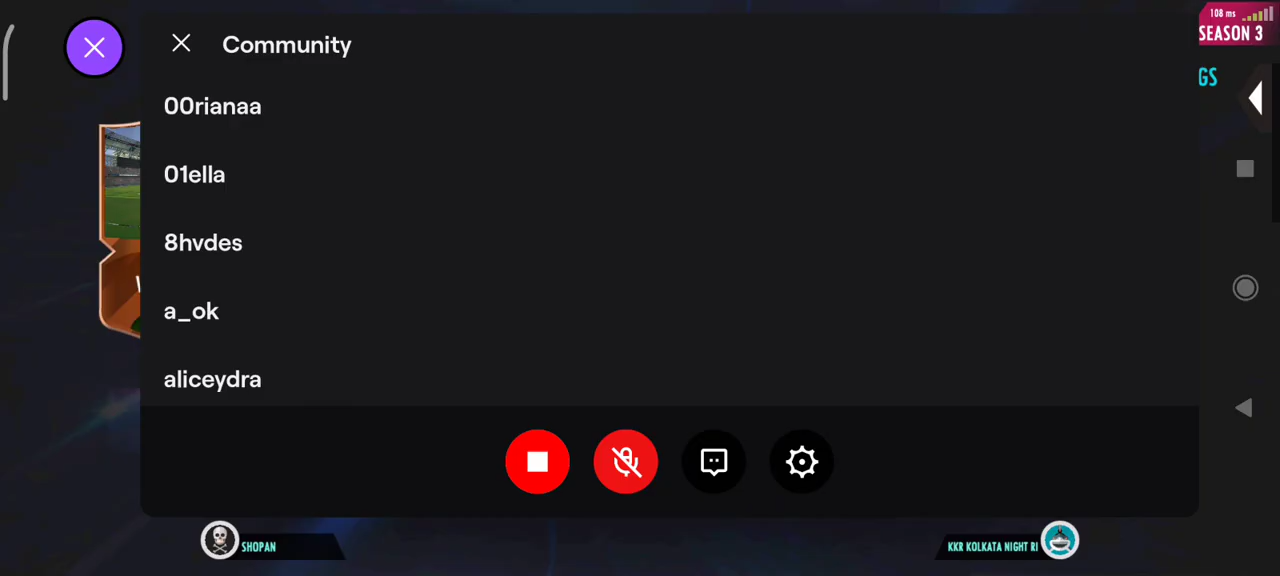 108 ms
SEASON 3
Community
GS
00rianaa
01ella
8hvdes
a_ok
aliceydra
SHOPAN
KKR KOLKATA NIGHT RI